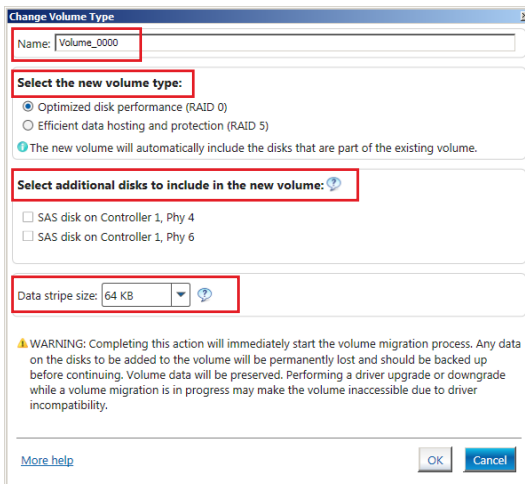 Change Volume Type
Name: Volume_0000
Select the new volume type:
Optimized disk performance (RAID 0)
Efficient data hosting and protection (RAID 5)
The new volume will automatically include the disks that are part of the existing volume.
Select additional disks to include in the new volume:
SAS disk on Controller 1, Phy 4
SAS disk on Controller 1, Phy 6
Data stripe size: 64 KB
WARNING: Completing this action will immediately start the volume migration process. Any data
on the disks to be added to the volume will be permanently lost and should be backed up
before continuing. Volume data will be preserved. Performing a driver upgrade or downgrade
while a volume migration is in progress may make the volume inaccessible due to driver
incompatibility.
More help
OK
Cancel